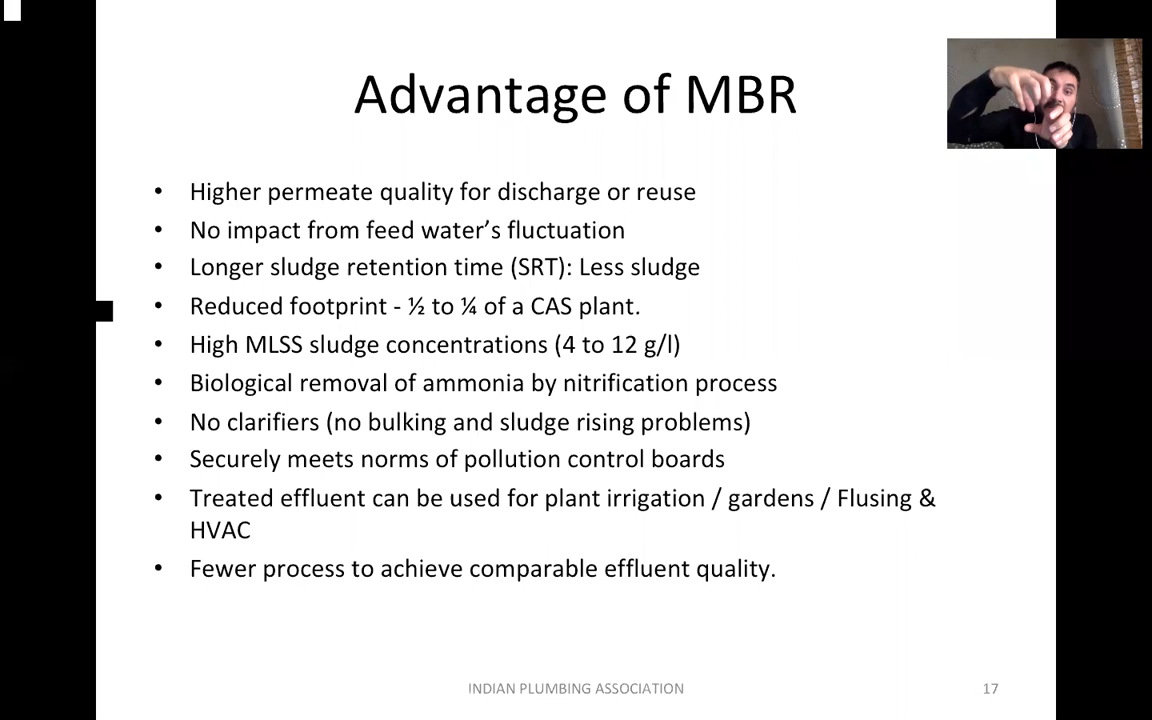 Advantage of MBR
• Higher permeate quality for discharge or reuse
• No impact from feed water’s fluctuation
• Longer sludge retention time (SRT): Less sludge
• Reduced footprint - ½ to ¼ of a CAS plant.
• High MLSS sludge concentrations (4 to 12 g/l)
• Biological removal of ammonia by nitrification process
• No clarifiers (no bulking and sludge rising problems)
• Securely meets norms of pollution control boards
• Treated effluent can be used for plant irrigation / gardens / Flusing &
HVAC
• Fewer process to achieve comparable effluent quality.
INDIAN PLUMBING ASSOCIATION
17